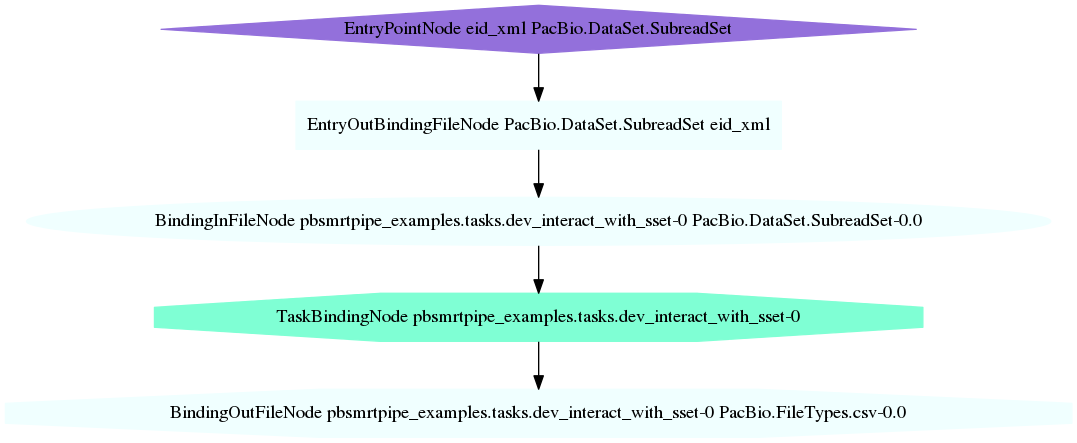 EntryPointNode eid_xml PacBio.DataSet.SubreadSet
EntryOutBindingFileNode PacBio.DataSet.SubreadSet eid_xml
BindingInFileNode pbsmrtpipe_examples.tasks.dev_interact_with_sset-0 PacBio.DataSet.SubreadSet-0.0
TaskBindingNode pbsmrtpipe_examples.tasks.dev_interact_with_sset-0
BindingOutFileNode pbsmrtpipe_examples.tasks.dev_interact_with_sset-0 PacBio.FileTypes.csv-0.0